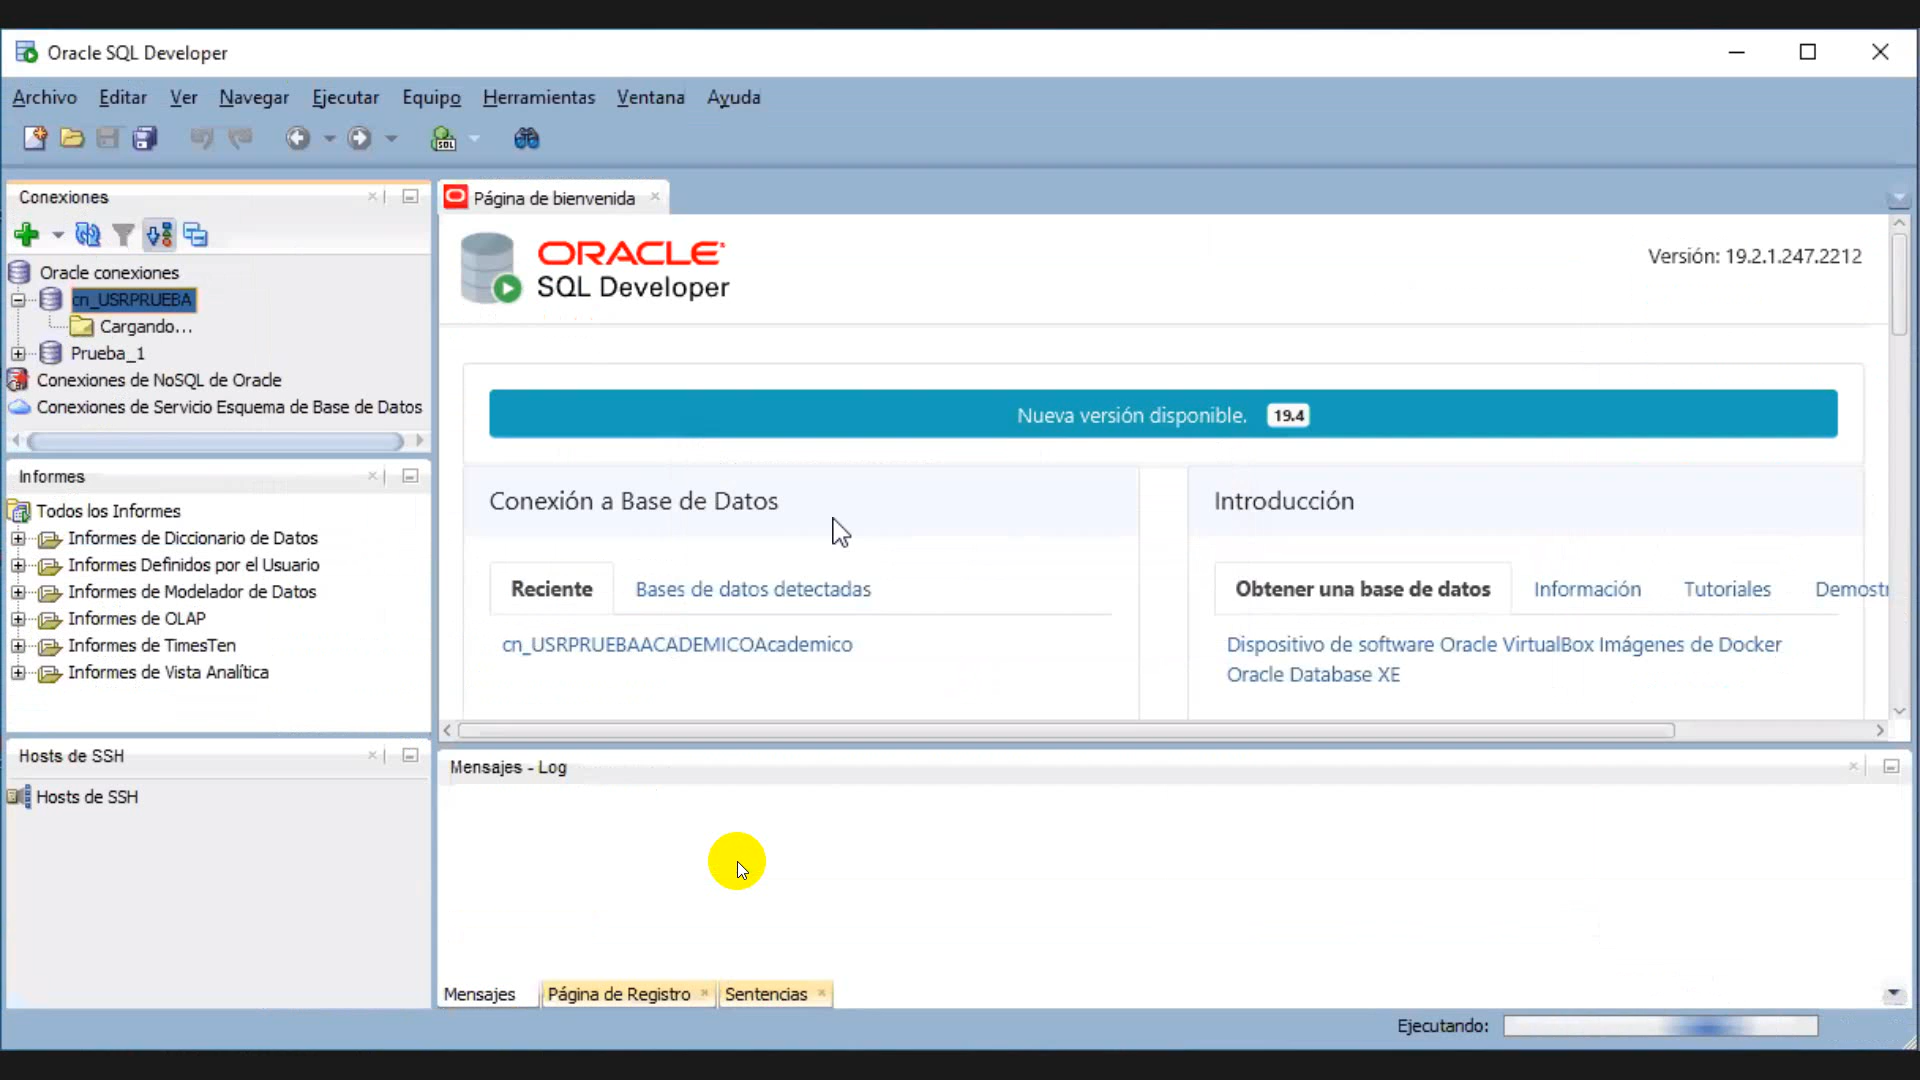 Oracle SQL Developer
Archivo Editar Ver Navegar Ejecutar Equipo Herramientas Ventana Ayuda
SQL
Conexiones
Oracle conexiones
cn_USRPRUEBA
Cargando...
Prueba_1
Conexiones de NoSQL de Oracle
Conexiones de Servicio Esquema de Base de Datos
Informes
Todos los Informes
Informes de Diccionario de Datos
Informes Definidos por el Usuario
Informes de Modelador de Datos
Informes de OLAP
Informes de TimesTen
Informes de Vista Analítica
Hosts de SSH
Hosts de SSH
Página de bienvenida
ORACLE
SQL Developer
Versión: 19.2.1.247.2212
Nueva versión disponible. 19.4
Conexión a Base de Datos
Reciente Bases de datos detectadas
cn_USRPRUEBAACADEMICOAcademico
Introducción
Obtener una base de datos Información Tutoriales Demostr
Dispositivo de software Oracle VirtualBox Imágenes de Docker
Oracle Database XE
Mensajes - Log
Mensajes Página de Registro Sentencias
Ejecutando: